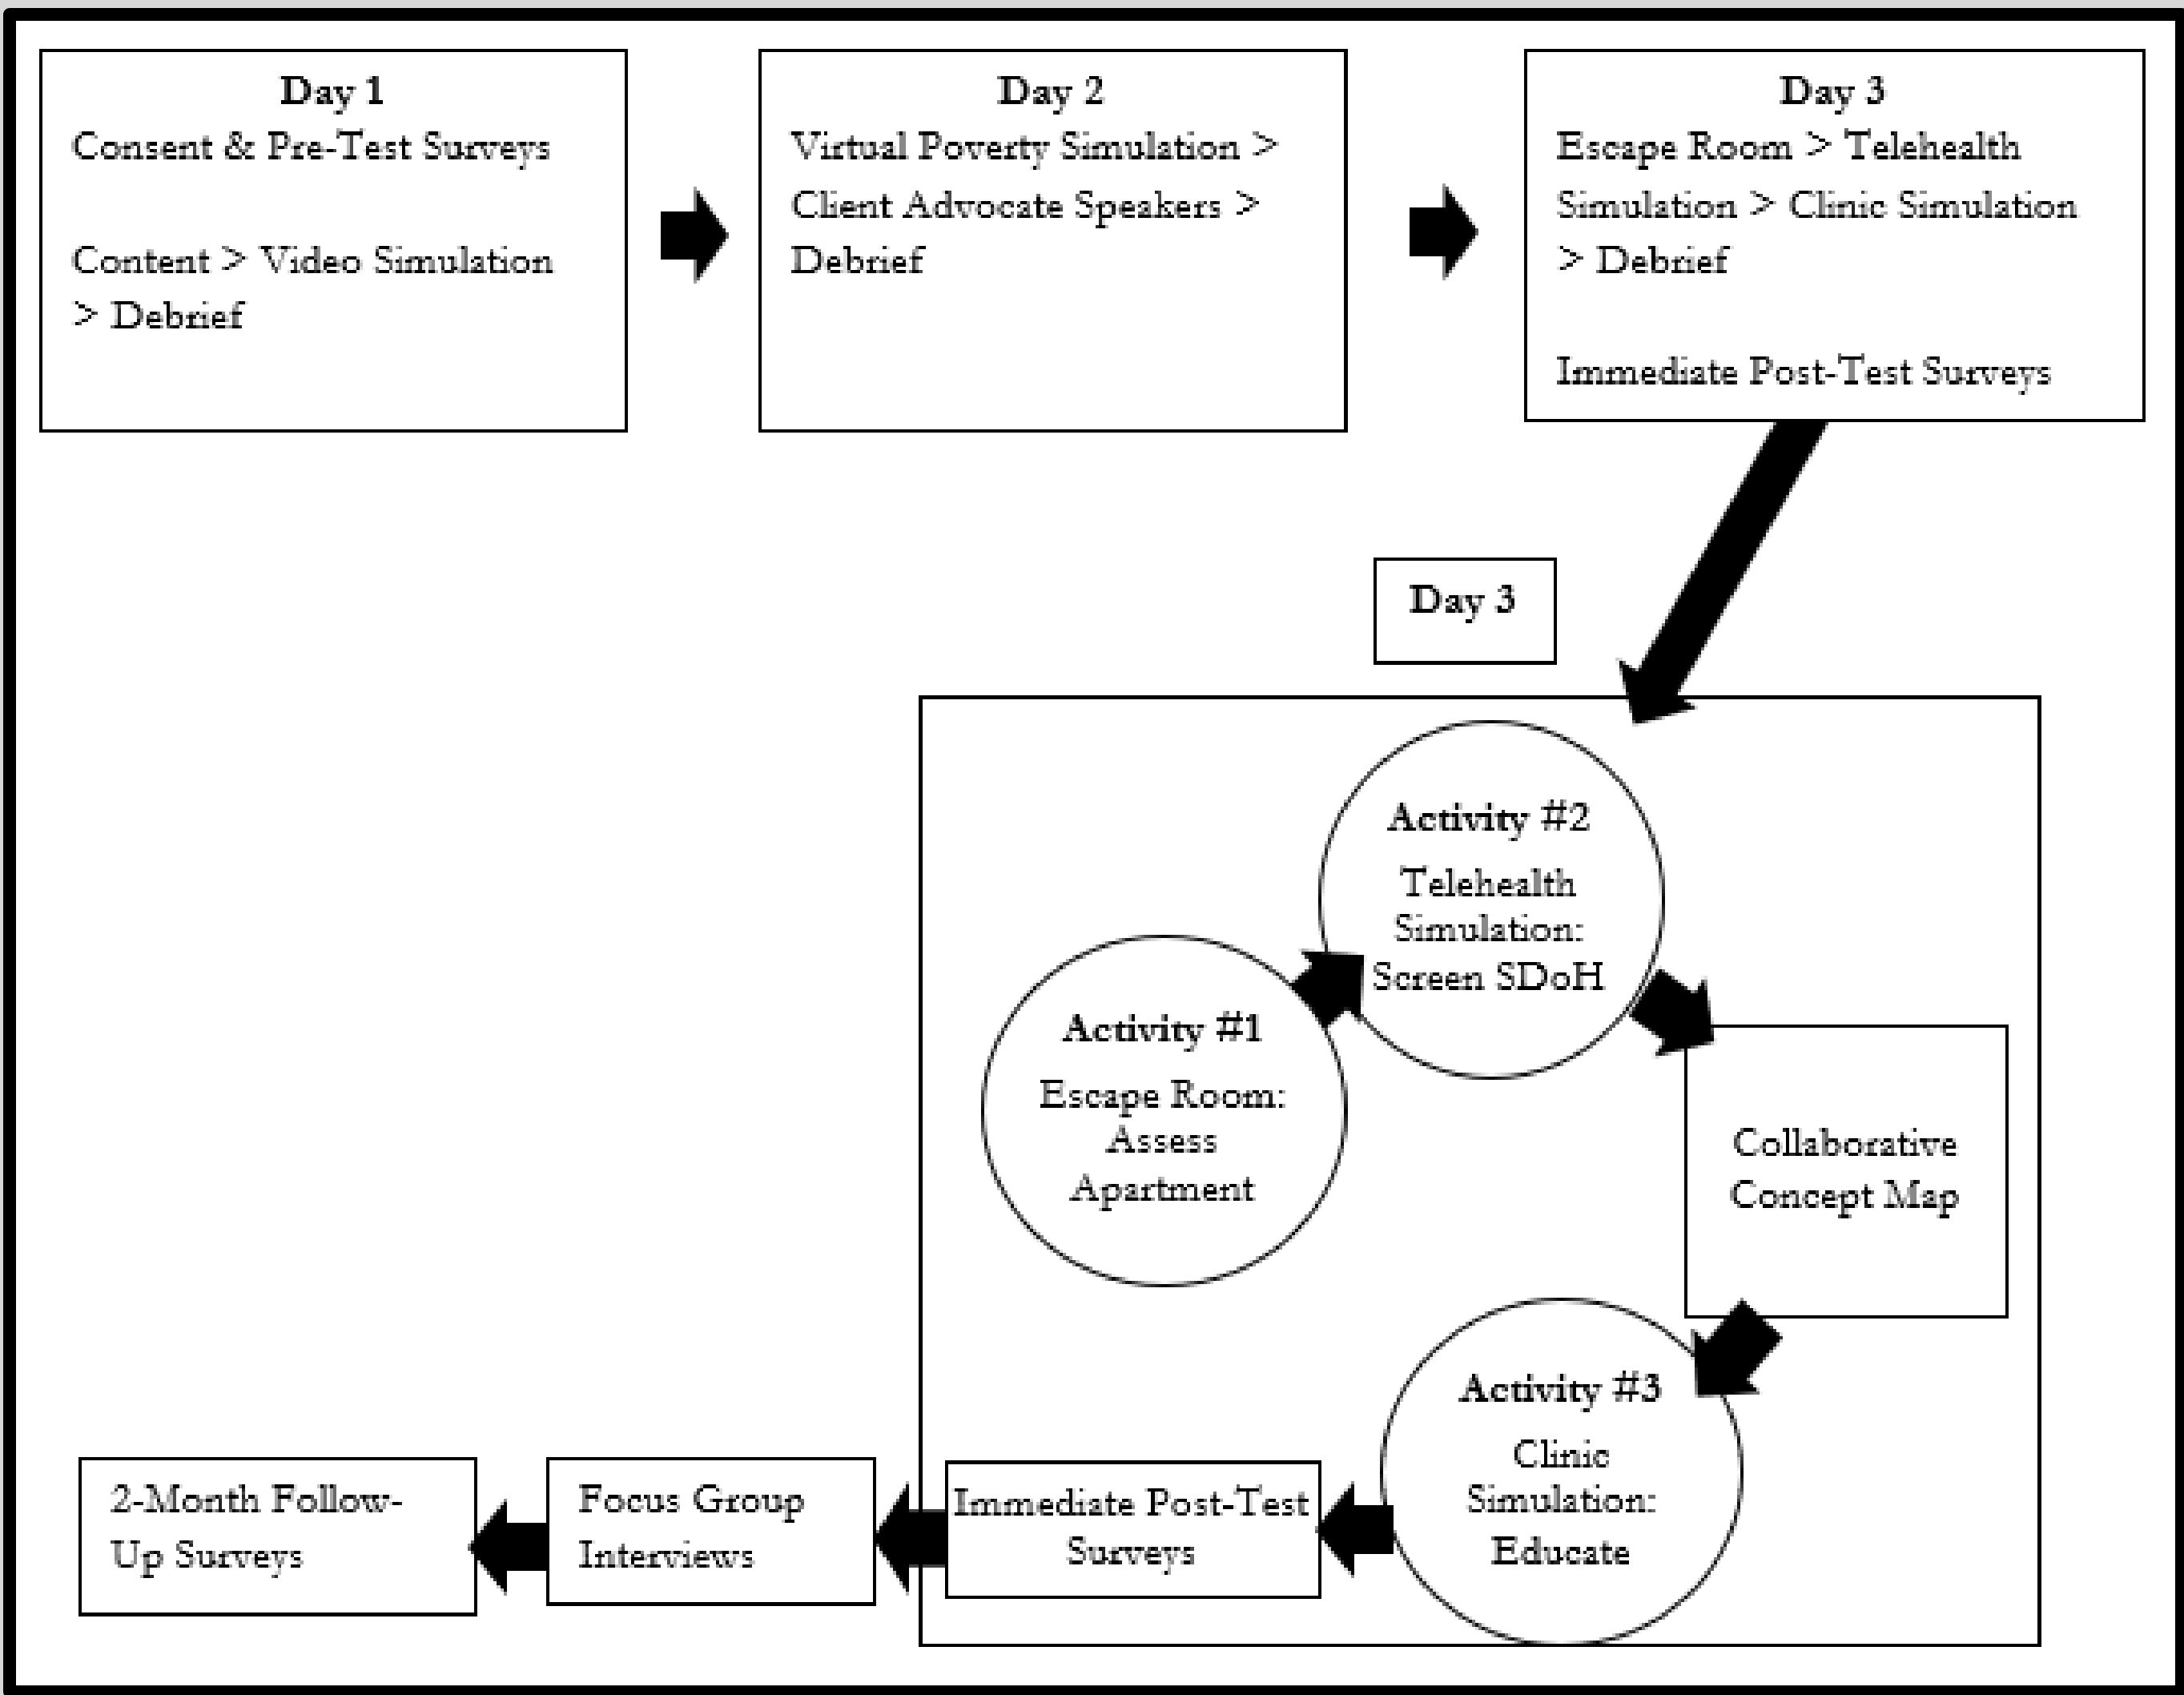 Day 1
Consent & Pre-Test Surveys
Content > Video Simulation
> Debrief
Day 2
Virtual Poverty Simulation >
Client Advocate Speakers >
Debrief
Day 3
Escape Room > Telehealth
Simulation > Clinic Simulation
> Debrief
Immediate Post-Test Surveys
Day 3
Activity #1
Escape Room:
Assess
Apartment
Activity #2
Telehealth
Simulation:
Screen SDoH
Collaborative
Concept Map
Activity #3
Clinic
Simulation:
Educate
Immediate Post-Test
Surveys
Focus Group
Interviews
2-Month Follow-
Up Surveys